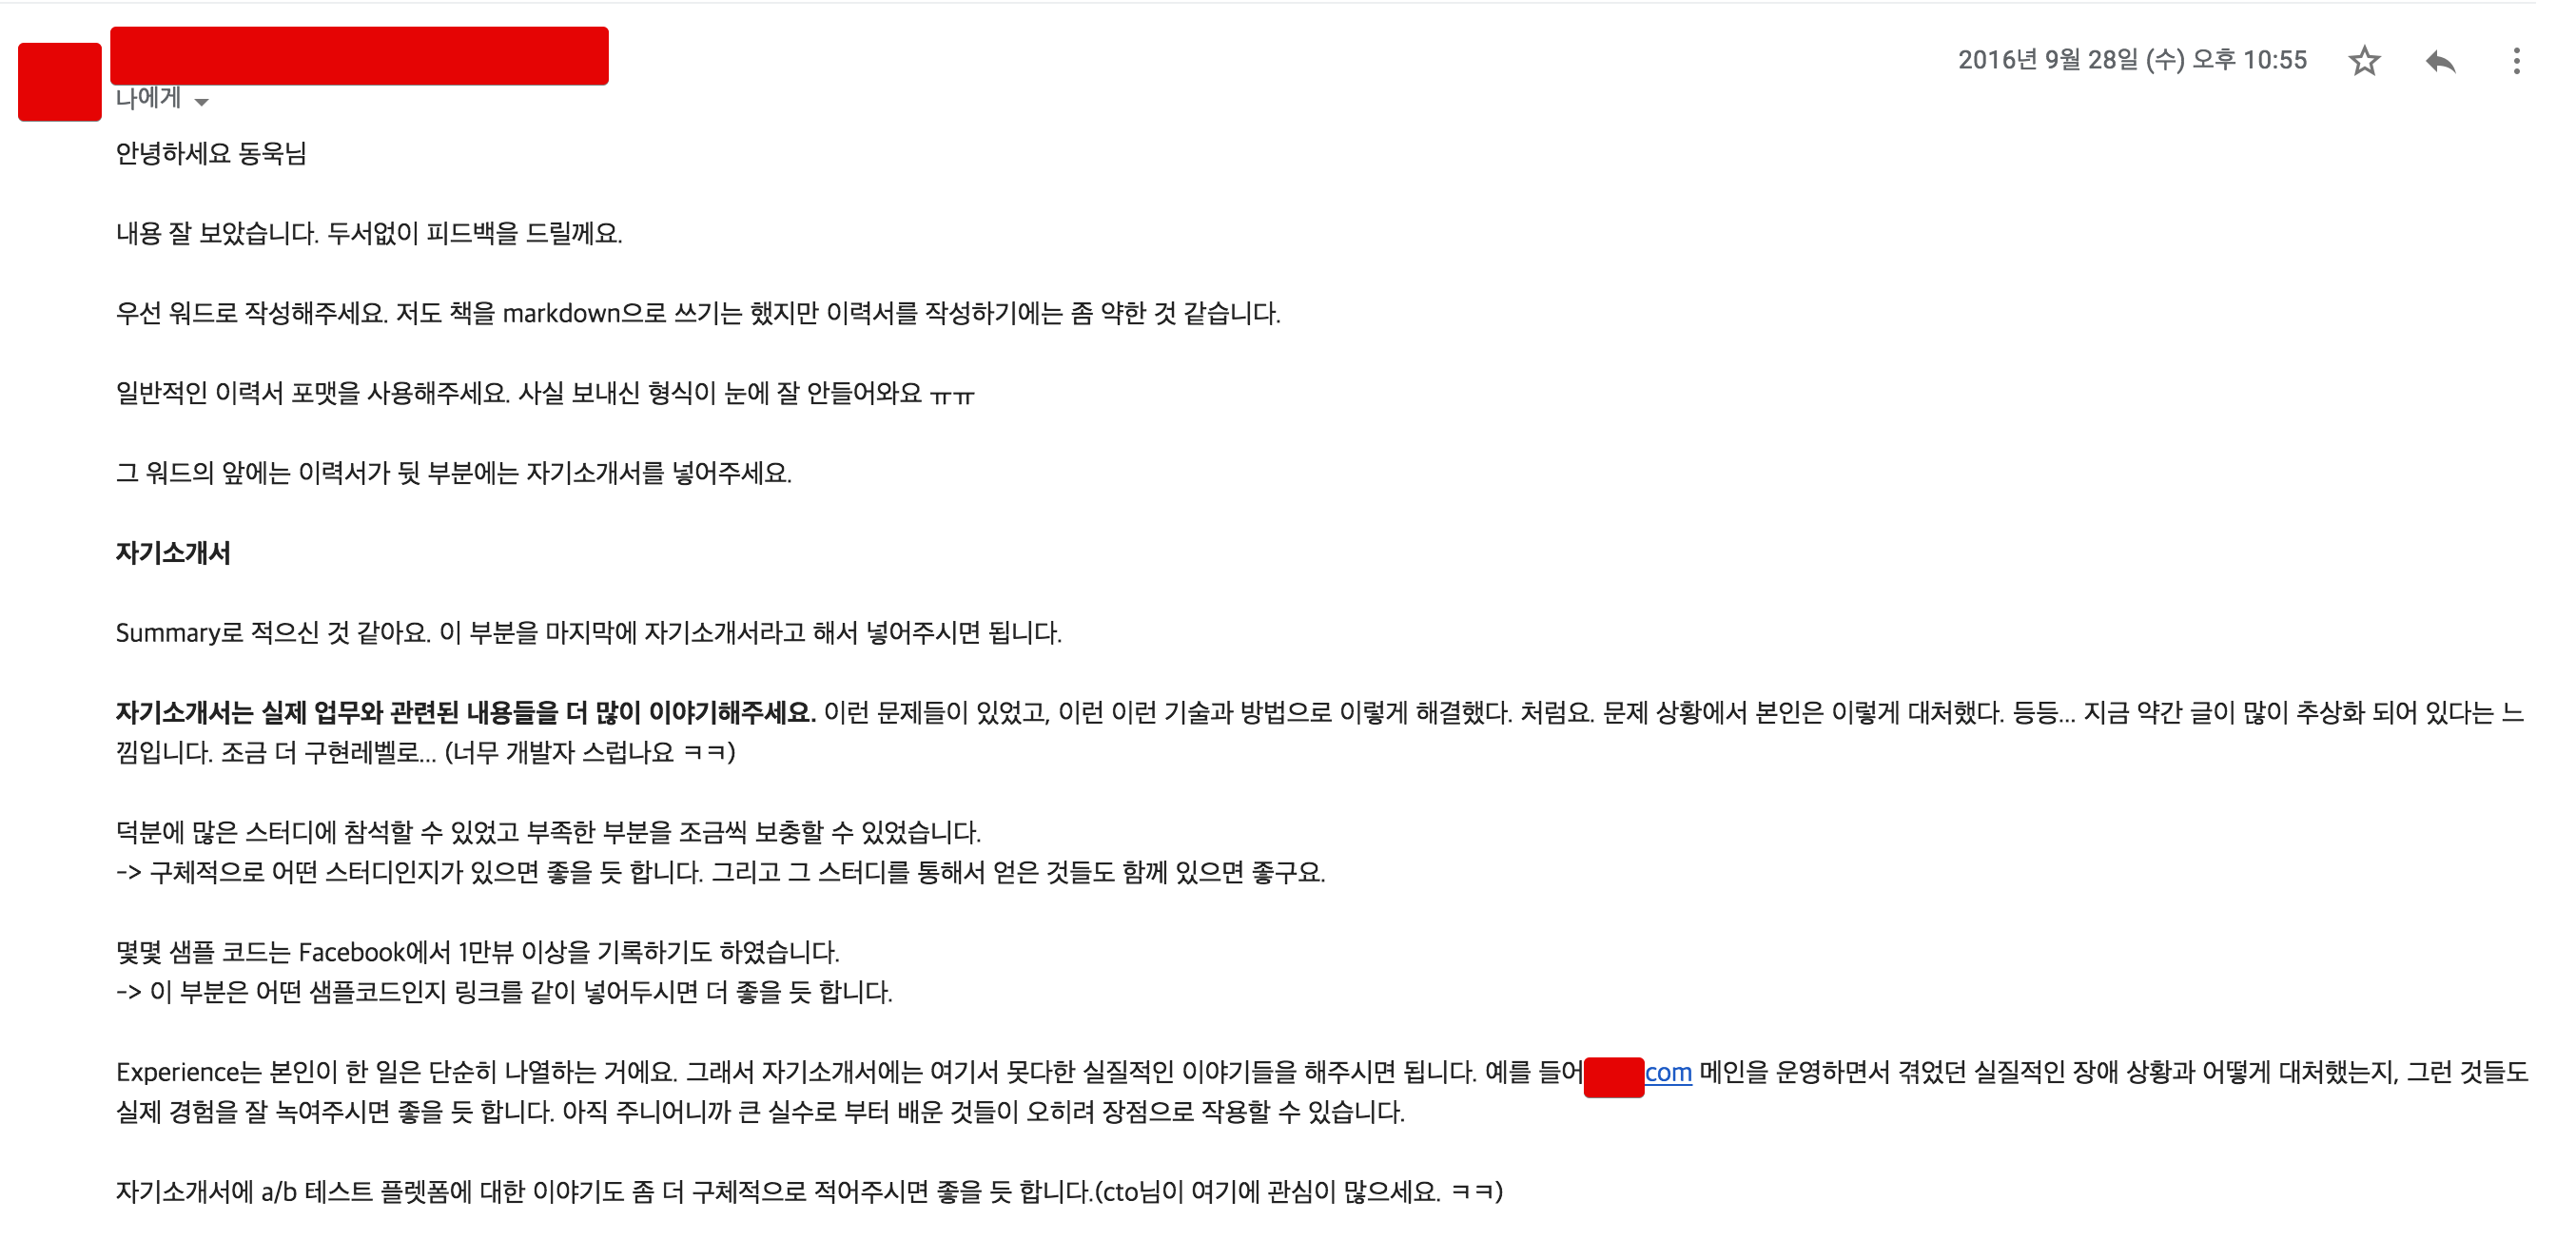 2016년 9월 28일 (수) 오후 10:55
나에게
안녕하세요 동욱님
내용 잘 보았습니다. 두서없이 피드백을 드릴께요.
우선 워드로 작성해주세요. 저도 책을 markdown으로 쓰기는 했지만 이력서를 작성하기에는 좀 약한 것 같습니다.
일반적인 이력서 포맷을 사용해주세요. 사실 보내신 형식이 눈에 잘 안들어와요 ㅠㅠ
그 워드의 앞에는 이력서가 뒷 부분에는 자기소개서를 넣어주세요.
자기소개서
Summary로 적으신 것 같아요. 이 부분을 마지막에 자기소개서라고 해서 넣어주시면 됩니다.
자기소개서는 실제 업무와 관련된 내용들을 더 많이 이야기해주세요. 이런 문제들이 있었고, 이런 이런 기술과 방법으로 이렇게 해결했다. 처럼요. 문제 상황에서 본인은 이렇게 대처했다. 등등... 지금 약간 글이 많이 추상화 되어 있다는 느
낌입니다. 조금 더 구현레벨로... (너무 개발자 스럽나요 ㅋㅋ)
덕분에 많은 스터디에 참석할 수 있었고 부족한 부분을 조금씩 보충할 수 있었습니다.
-> 구체적으로 어떤 스터디인지가 있으면 좋을 듯 합니다. 그리고 그 스터디를 통해서 얻은 것들도 함께 있으면 좋구요.
몇몇 샘플 코드는 Facebook에서 1만뷰 이상을 기록하기도 하였습니다.
-> 이 부분은 어떤 샘플코드인지 링크를 같이 넣어두시면 더 좋을 듯 합니다.
Experience는 본인이 한 일은 단순히 나열하는 거에요. 그래서 자기소개서에는 여기서 못다한 실질적인 이야기들을 해주시면 됩니다. 예를 들어 com 메인을 운영하면서 겪었던 실질적인 장애 상황과 어떻게 대처했는지, 그런 것들도
실제 경험을 잘 녹여주시면 좋을 듯 합니다. 아직 주니어니까 큰 실수로 부터 배운 것들이 오히려 장점으로 작용할 수 있습니다.
자기소개서에 a/b 테스트 플렛폼에 대한 이야기도 좀 더 구체적으로 적어주시면 좋을 듯 합니다.(cto님이 여기에 관심이 많으세요. ㅋㅋ)